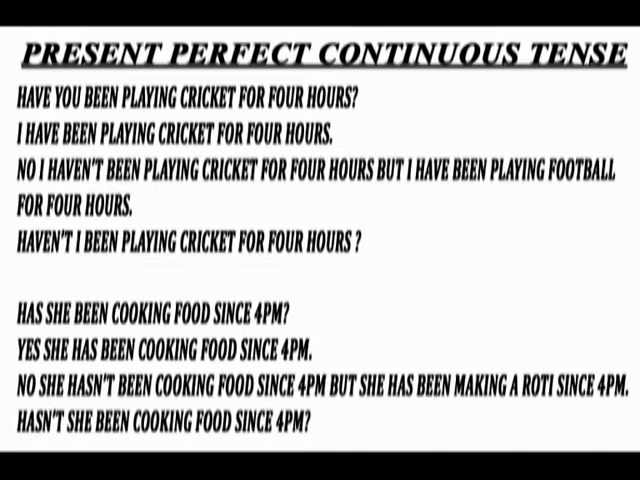 PRESENT PERFECT CONTINUOUS TENSE
HAVE YOU BEEN PLAYING CRICKET FOR FOUR HOURS?
I HAVE BEEN PLAYING CRICKET FOR FOUR HOURS.
NO I HAVEN'T BEEN PLAYING CRICKET FOR FOUR HOURS BUT I HAVE BEEN PLAYING FOOTBALL
FOR FOUR HOURS.
HAVEN'T I BEEN PLAYING CRICKET FOR FOUR HOURS ?
HAS SHE BEEN COOKING FOOD SINCE 4PM?
YES SHE HAS BEEN COOKING FOOD SINCE 4PM.
NO SHE HASN'T BEEN COOKING FOOD SINCE 4PM BUT SHE HAS BEEN MAKING A ROTI SINCE 4PM.
HASN'T SHE BEEN COOKING FOOD SINCE 4PM?